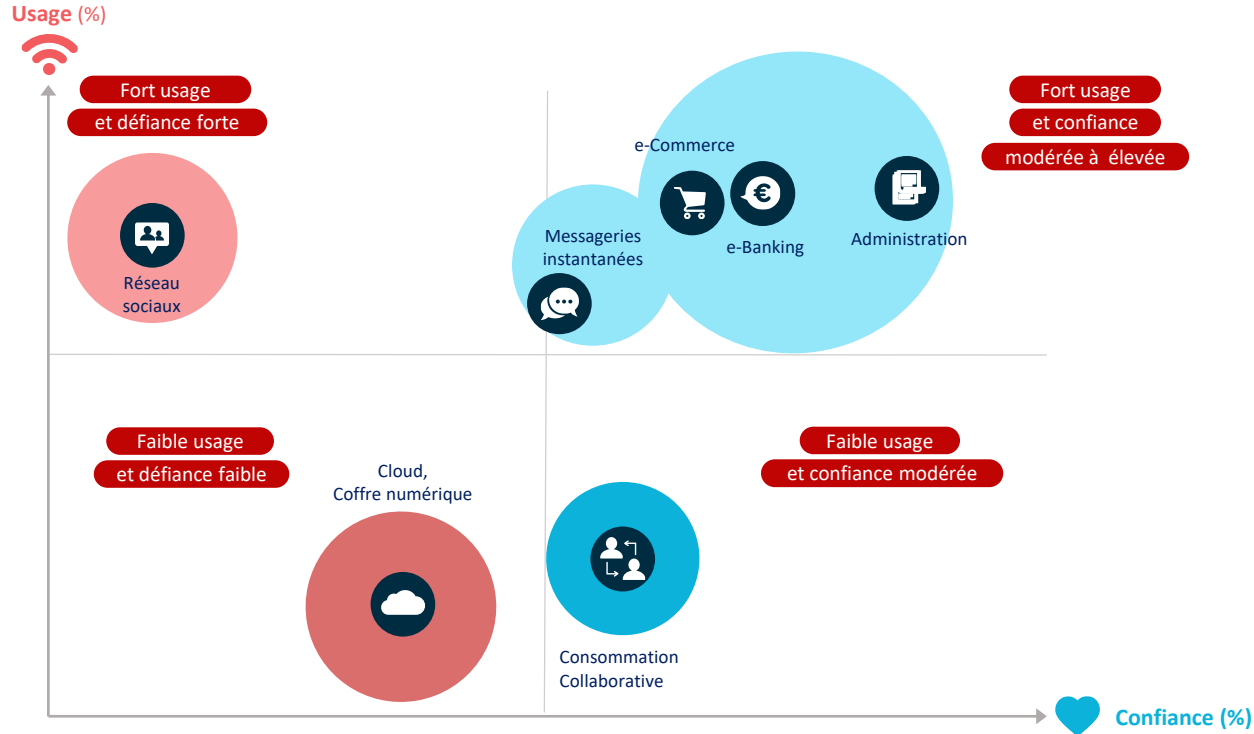 Usage (%)
Fort usage
et défiance forte
Fort usage
et confiance
modérée à élevée
e-Commerce
Messageries
instantanées
e-Banking
Administration
Réseau
sociaux
Faible usage
et défiance faible
Faible usage
et confiance modérée
Cloud,
Coffre numérique
Consommation
Collaborative
Confiance (%)